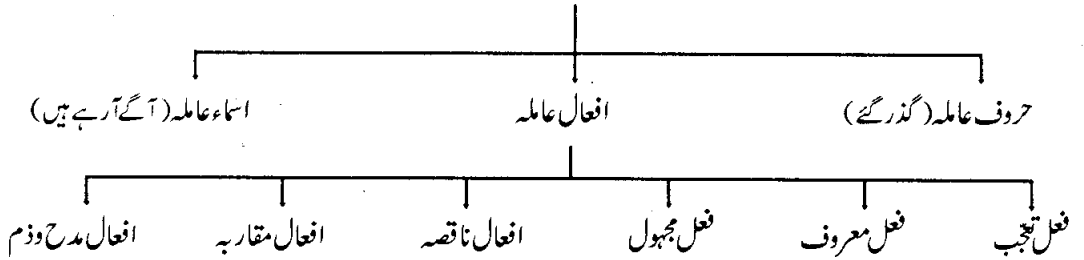 حروف عاملہ (گذر گئے) افعال عاملہ اسماء عاملہ (آگے آرہے ہیں)
فعل تعجّب فعل معروف فعل مجہول افعال ناقصہ افعال مقاربہ افعال مدح وذم